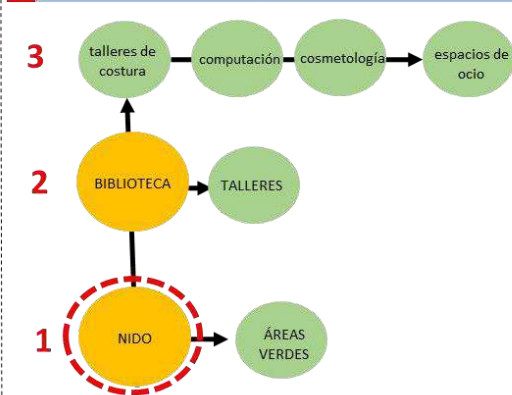 3
talleres de
costura
computación
cosmetología
espacios de
ocio
2
BIBLIOTECA
TALLERES
1
NIDO
ÁREAS
VERDES